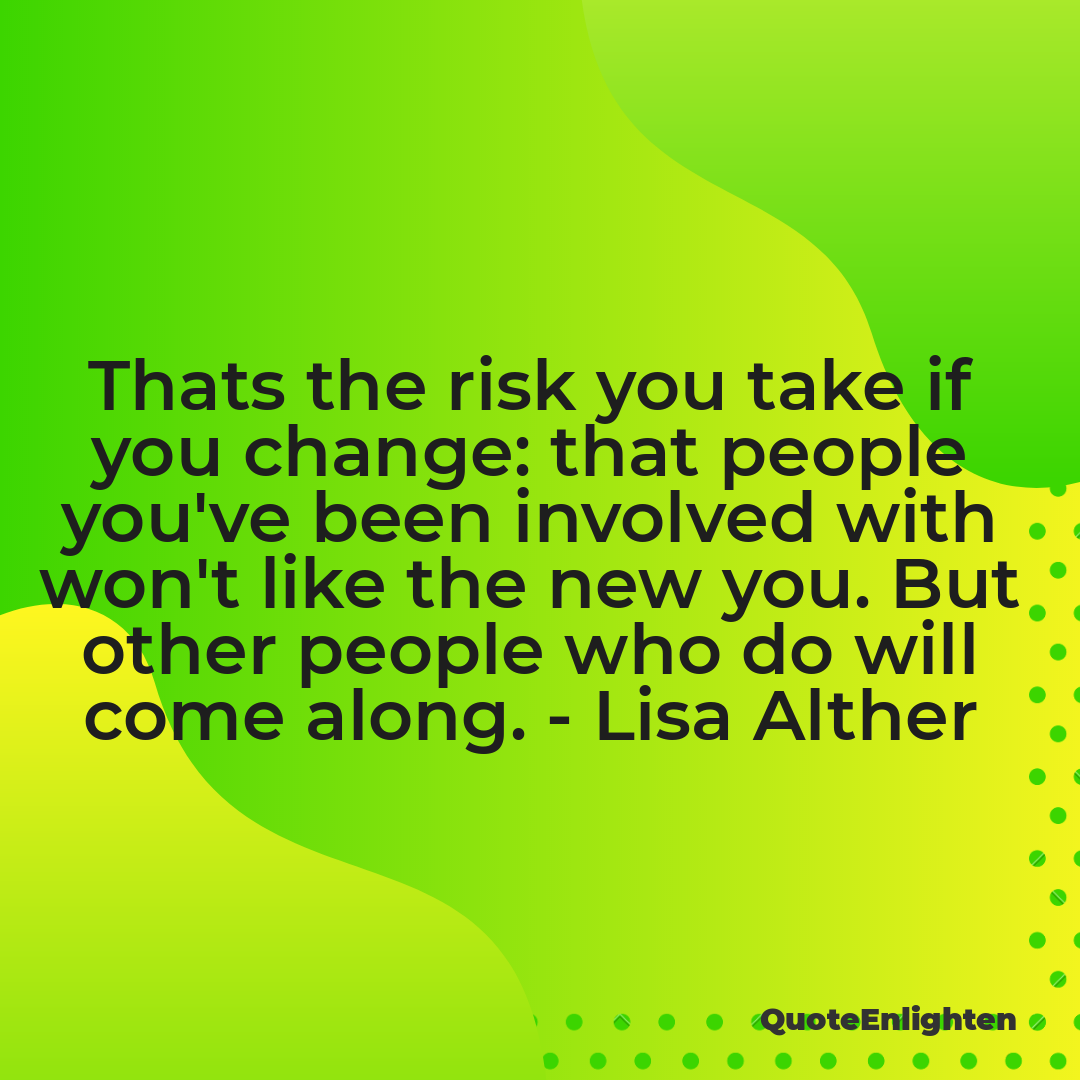 Thats the risk you take if
you change: that people
you've been involved with
won't like the new you. But
other people who do will
come along. - Lisa Alther
QuoteEnlighten